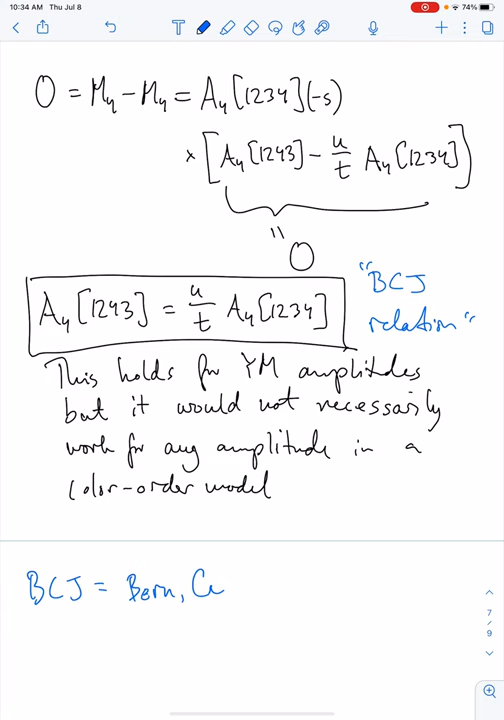 10:34 AM Thu Jul 8
74%
0 = M₄ - M₄ = A₄[1234](-s)
× [A₄[1243] - u/t A₄[1234]]
"
0
A₄[1243] = u/t A₄[1234]
"BCJ
relation"
This holds for YM amplitudes
but it would not necessarily
work for any amplitude in a
color-order model
BCJ = Bern, Ca
7
/
9